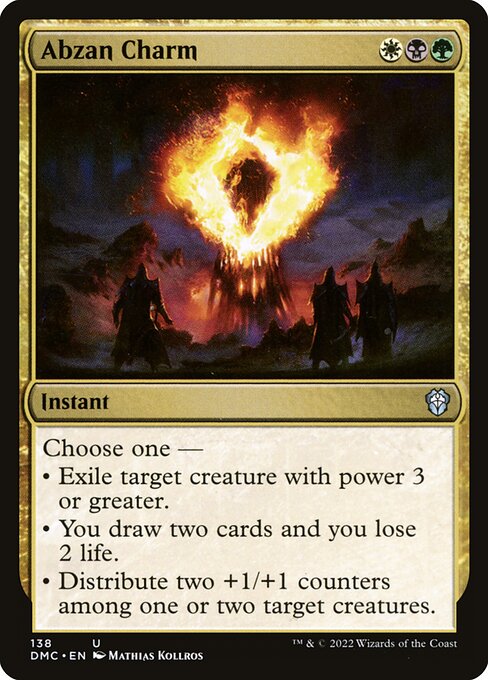 Abzan Charm
Instant
Choose one —
• Exile target creature with power 3
or greater.
• You draw two cards and you lose
2 life.
• Distribute two +1/+1 counters
among one or two target creatures.
138 U
DMC • EN Mathias Kollros
™ & © 2022 Wizards of the Coast